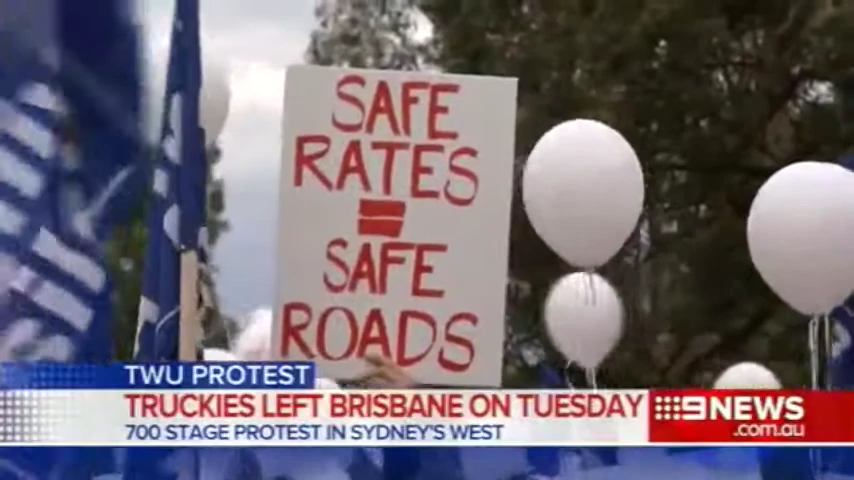 SAFE
RATES
=
SAFE
ROADS
TWU PROTEST
TRUCKIES LEFT BRISBANE ON TUESDAY
700 STAGE PROTEST IN SYDNEY'S WEST
9NEWS
.com.au